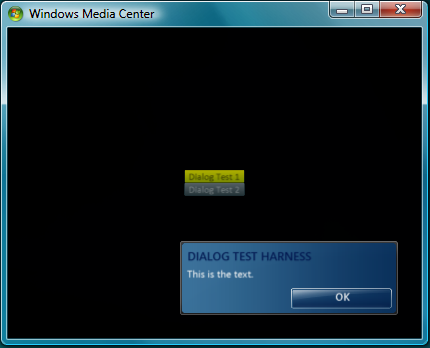 Windows Media Center
Dialog Test 1
Dialog Test 2
DIALOG TEST HARNESS
This is the text.
OK